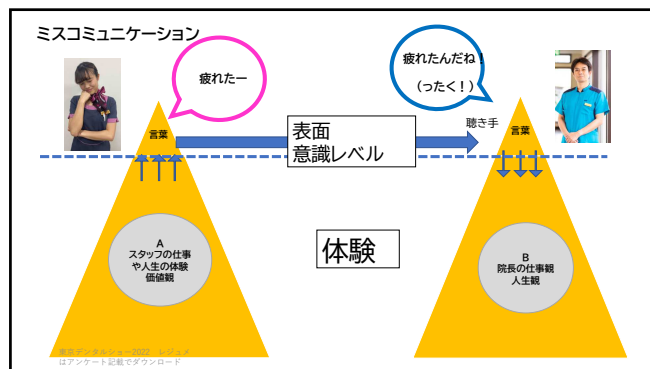 ミスコミュニケーション
疲れたー
疲れたんだね！
（ったく！）
言葉
表面
意識レベル
聴き手
言葉
A
スタッフの仕事
や人生の体験
価値観
体験
B
院長の仕事観
人生観
東京デンタルショー2022　レジュメ
はアンケート記載でダウンロード